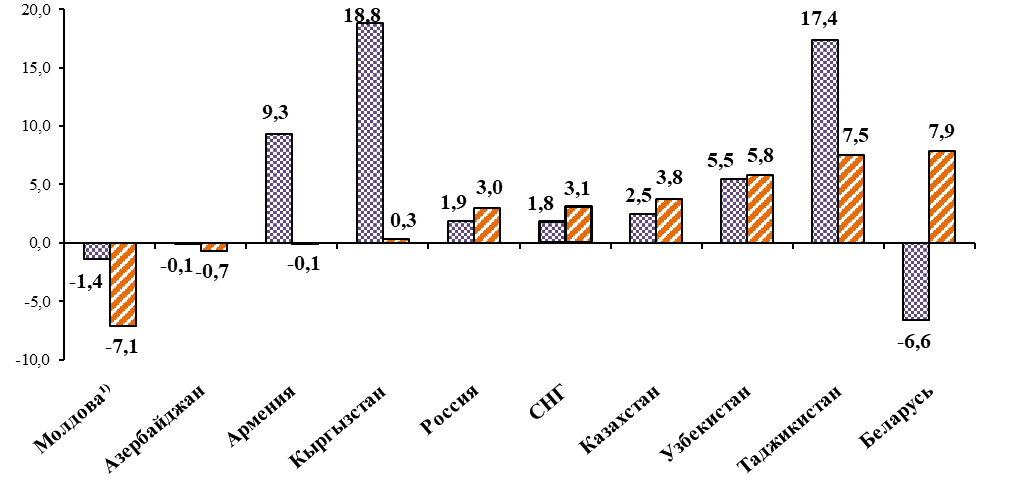 20,0
15,0
10,0
5,0
0,0
-5,0
-10,0
-1,4
-7,1
-0,1
-0,7
9,3
-0,1
18,8
0,3
1,9
3,0
1,8
3,1
2,5
3,8
5,5
5,8
17,4
7,5
-6,6
7,9
Молдова¹⁾
Азербайджан
Армения
Кыргызстан
Россия
СНГ
Казахстан
Узбекистан
Таджикистан
Беларусь